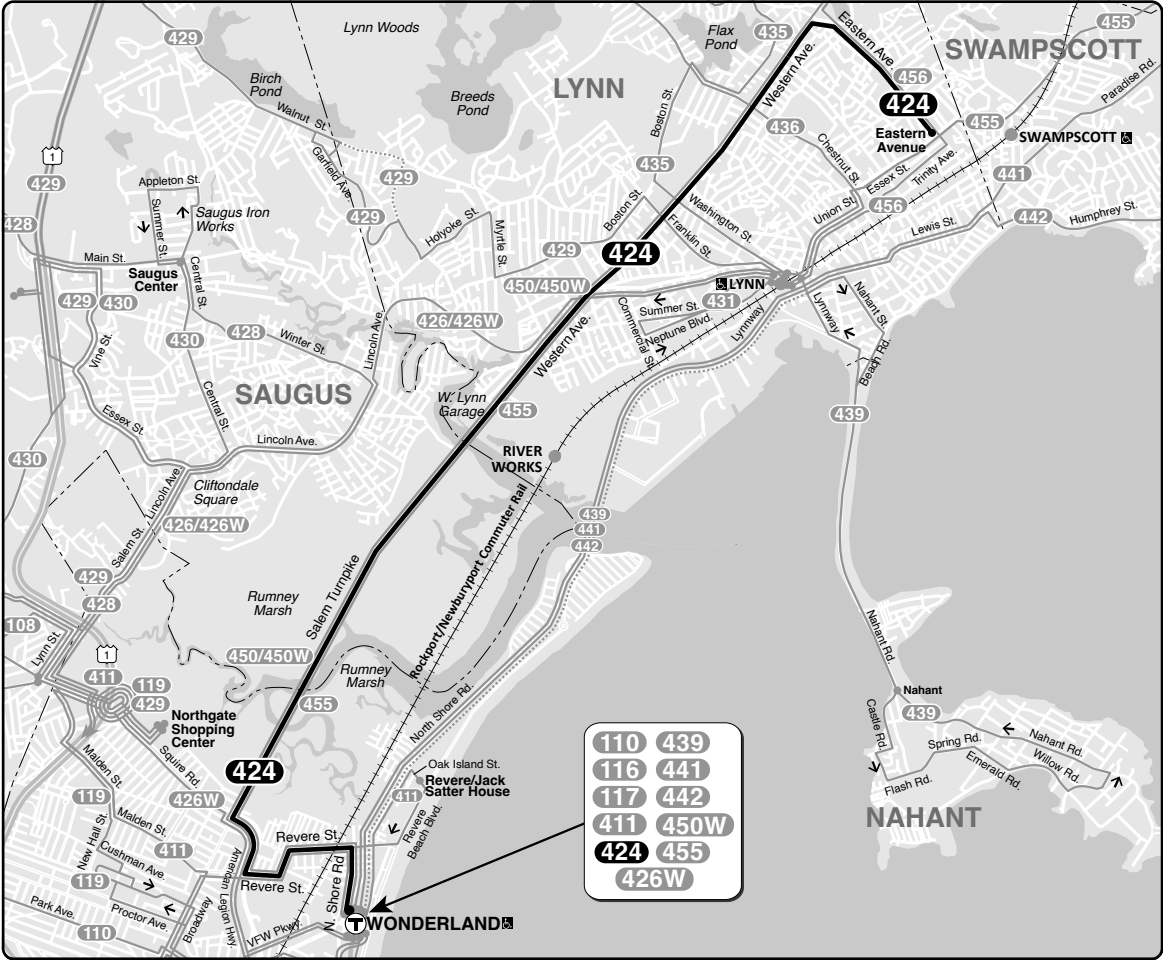 429
Lynn Woods
Flax
Pond
435
Eastern Ave.
455
SWAMPSCOTT
Birch
Pond
LYNN
Breeds
Pond
Western Ave.
456
424
Paradise Rd.
Walnut St.
Boston St.
436
Eastern
Avenue
455
SWAMPSCOTT
1
429
Garfield Ave.
435
Chestnut St.
Essex St.
Trinity Ave.
441
Appleton St.
429
Summer St.
Saugus Iron
Works
429
Holyoke St.
Myrtle St.
Boston St.
Washington St.
Franklin St.
Union St.
456
Lewis St.
442
Humphrey St.
428
Main St.
Saugus
Center
Central St.
429
424
450/450W
LYNN
429
430
431
Summer St.
Neptune Blvd.
Commercial St.
Lynnway
Lynnway
Nahant St.
426/426W
430
428
Winter St.
Lincoln Ave.
Western Ave.
Vine St.
Beach Rd.
SAUGUS
Central St.
W. Lynn
Garage
455
439
Essex St.
Lincoln Ave.
RIVER
WORKS
430
Lincoln Ave.
Cliftondale
Square
426/426W
Salem St.
439
441
442
Rockport/Newburyport Commuter Rail
Salem Turnpike
429
428
Rumney
Marsh
108
Lynn St.
1
450/450W
Rumney
Marsh
Nahant Rd.
411
119
429
455
North Shore Rd.
Nahant
439
Castle Rd.
Northgate
Shopping
Center
Nahant Rd.
Spring Rd.
Willow Rd.
Emerald Rd.
Flash Rd.
NAHANT
Malden St.
Squire Rd.
424
Oak Island St.
Revere/Jack
Satter House
411
Revere
Beach Blvd.
110 439
116 441
117 442
411 450W
424 455
426W
119
426W
Malden St.
411
New Hall St.
Cushman Ave.
119
Revere St.
American Legion Hwy.
Revere St.
N. Shore Rd
Park Ave.
Proctor Ave.
110
Broadway
VFW Pkwy.
T
WONDERLAND